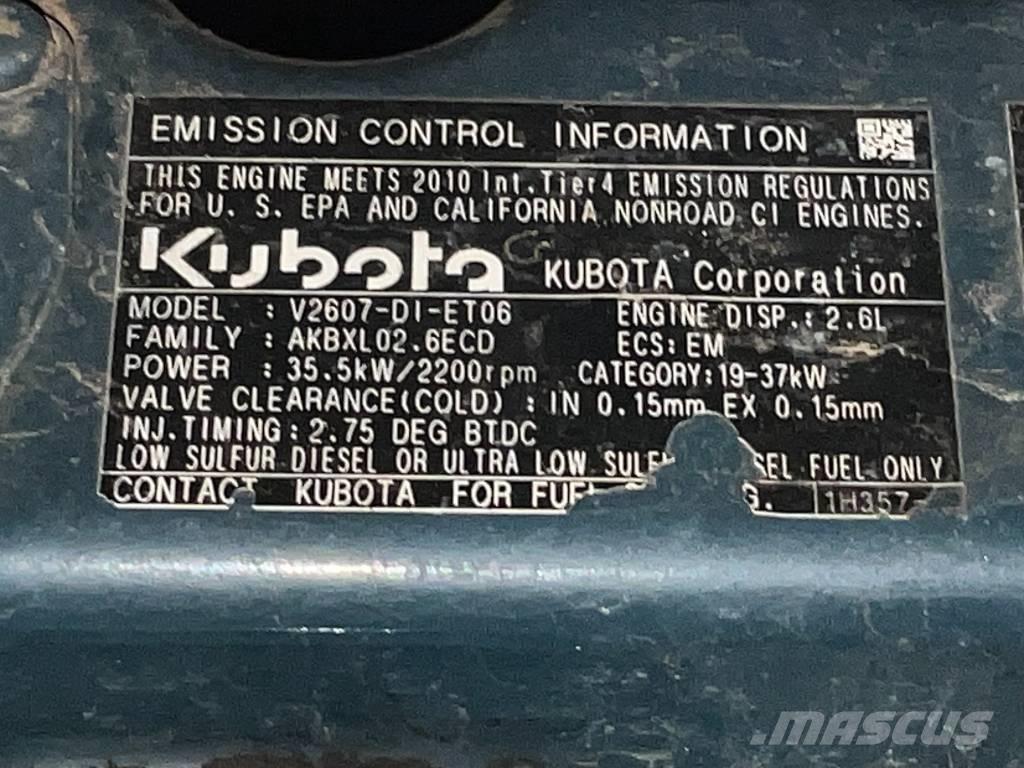 EMISSION CONTROL INFORMATION
THIS ENGINE MEETS 2010 Int.Tier4 EMISSION REGULATIONS
FOR U. S. EPA AND CALIFORNIA NONROAD CI ENGINES.
Kubota KUBOTA Corporation
MODEL : V2607-DI-ET06 ENGINE DISP.: 2.6L
FAMILY : AKBXL02.6ECD ECS: EM
POWER : 35.5kW/2200rpm CATEGORY: 19-37kW
VALVE CLEARANCE(COLD) : IN 0.15mm EX 0.15mm
INJ.TIMING: 2.75 DEG BTDC
LOW SULFUR DIESEL OR ULTRA LOW FUEL ONLY
CONTACT KUBOTA FOR 1H357
MASCUS